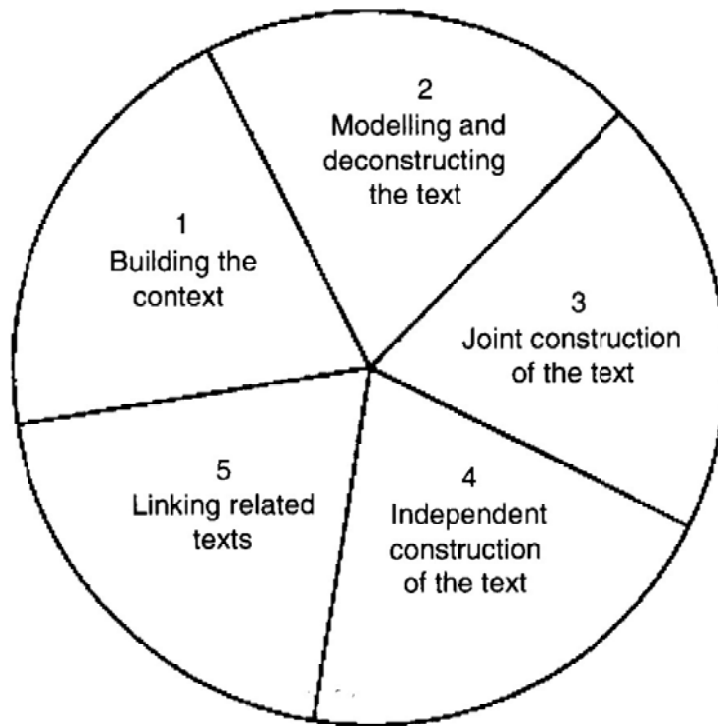 1
Building the
context
2
Modelling and
deconstructing
the text
3
Joint construction
of the text
4
Independent
construction
of the text
5
Linking related
texts